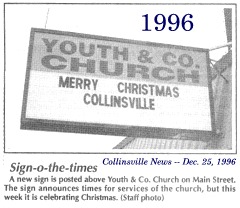 1996
YOUTH & CO.
CHURCH
MERRY CHRISTMAS
COLLINSVILLE
Collinsville News -- Dec. 25, 1996
Sign-o-the-times
A new sign is posted above Youth & Co. Church on Main Street.
The sign announces times for services of the church, but this
week it is celebrating Christmas. (Staff photo)